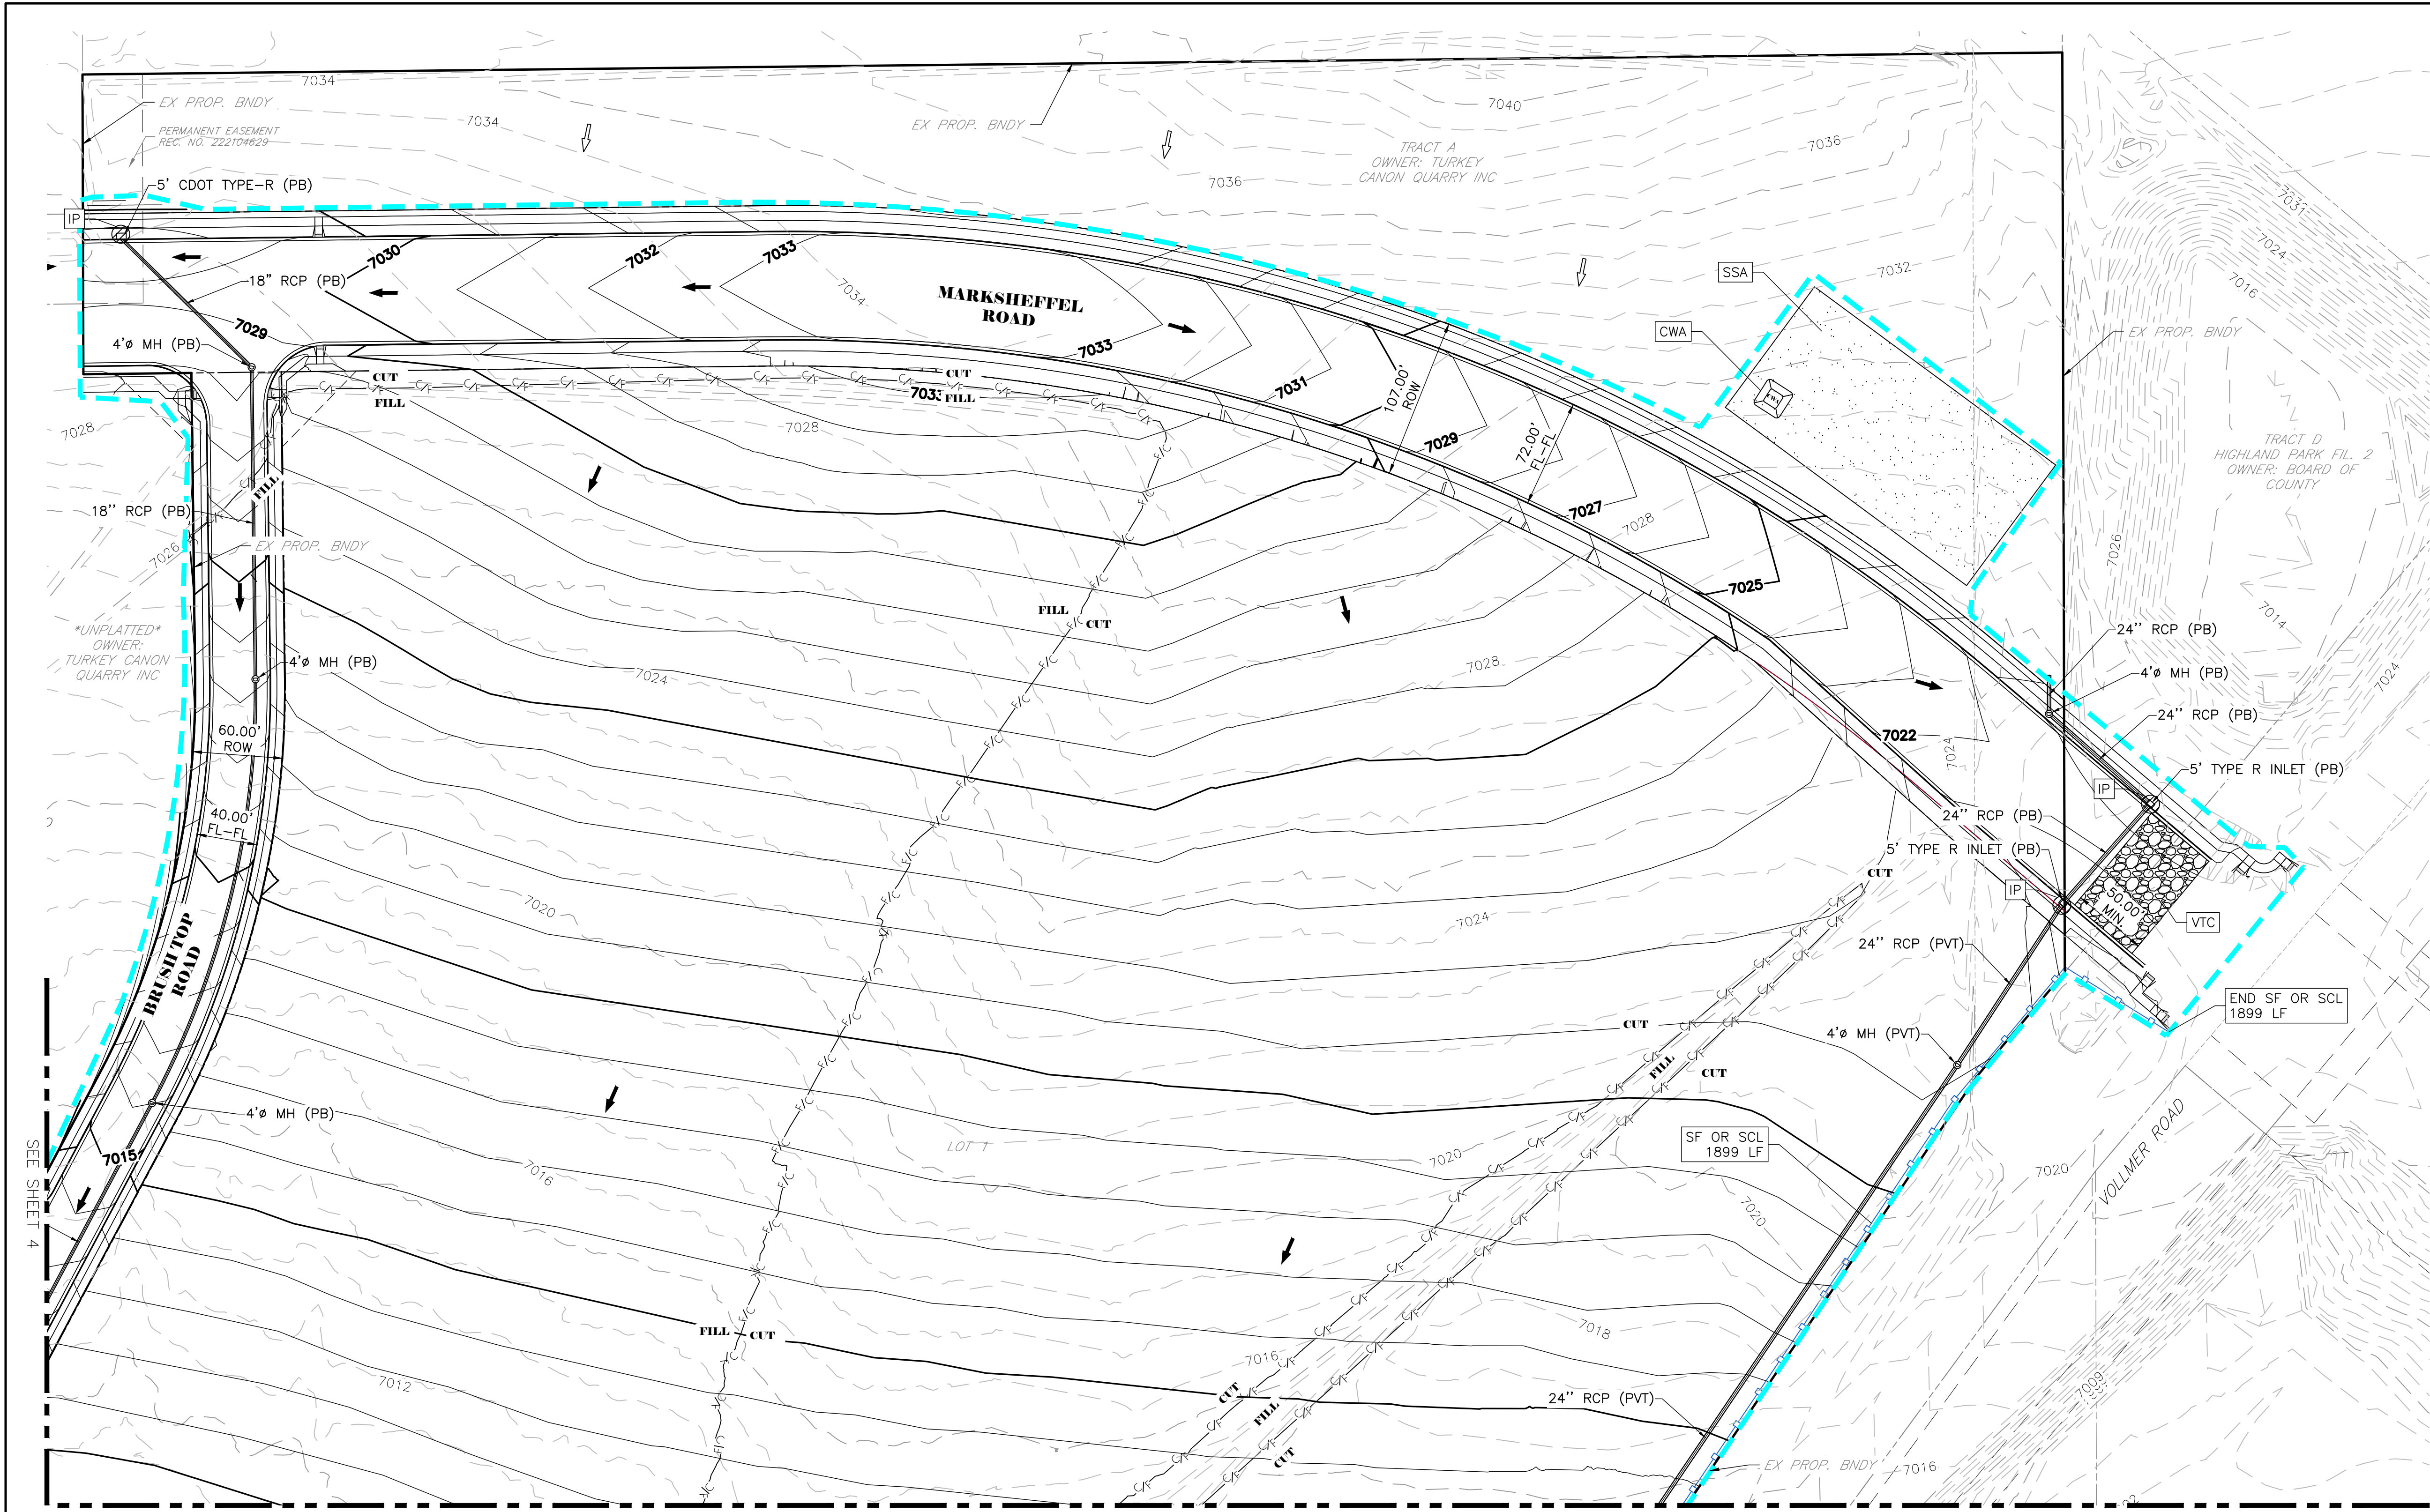 7034
EX PROP. BNDY
7034
PERMANENT EASEMENT
REC. NO. 222104629
EX PROP. BNDY
7040
7036
TRACT A
OWNER: TURKEY
CANON QUARRY INC
7036
5' CDOT TYPE-R (PB)
IP
7031
7024
7016
7030
7032
7033
7034
18" RCP (PB)
MARKSHEFFEL
ROAD
SSA
7032
CWA
EX PROP. BNDY
7029
4'ø MH (PB)
7033
CUT
FILL
CUT
FILL
7031
107.00'
ROW
7028
7028
7029
72.00'
FL-FL
TRACT D
HIGHLAND PARK FIL. 2
OWNER: BOARD OF
COUNTY
FILL
18'' RCP (PB)
7026
EX PROP. BNDY
7027
7028
7026
7025
FILL
CUT
7014
*UNPLATTED*
OWNER:
TURKEY CANON
QUARRY INC
24'' RCP (PB)
4'ø MH (PB)
7024
4'ø MH (PB)
7024
7028
24'' RCP (PB)
60.00'
ROW
7022
7024
5' TYPE R INLET (PB)
IP
40.00'
FL-FL
24'' RCP (PB)
5' TYPE R INLET (PB)
CUT
IP
50.00'
MIN.
VTC
7020
7024
BRUSH TOP
ROAD
24'' RCP (PVT)
END SF OR SCL
1899 LF
CUT
4'ø MH (PVT)
FILL
CUT
4'ø MH (PB)
VOLLMER ROAD
SEE SHEET 4
7015
LOT 1
SF OR SCL
1899 LF
7020
7020
7016
7020
FILL
CUT
7018
7016
7012
CUT
FILL
CUT
24'' RCP (PVT)
7009
EX PROP. BNDY
7016